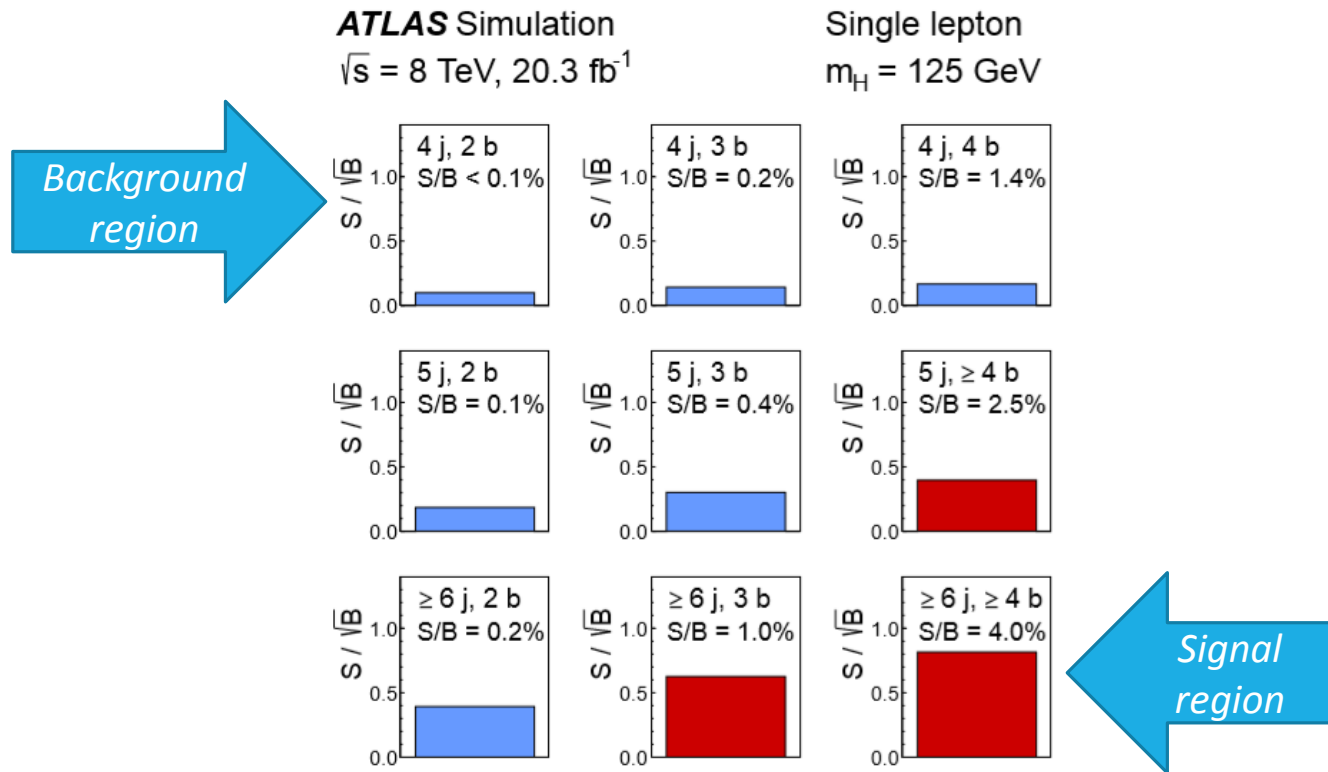 ATLAS Simulation
Single lepton
√s = 8 TeV, 20.3 fb⁻¹
m_H = 125 GeV
Background
region
S / √B
1.0
0.5
0.0
4 j, 2 b
S/B < 0.1%
S / √B
1.0
0.5
0.0
4 j, 3 b
S/B = 0.2%
S / √B
1.0
0.5
0.0
4 j, 4 b
S/B = 1.4%
S / √B
1.0
0.5
0.0
5 j, 2 b
S/B = 0.1%
S / √B
1.0
0.5
0.0
5 j, 3 b
S/B = 0.4%
S / √B
1.0
0.5
0.0
5 j, ≥ 4 b
S/B = 2.5%
S / √B
1.0
0.5
0.0
≥ 6 j, 2 b
S/B = 0.2%
S / √B
1.0
0.5
0.0
≥ 6 j, 3 b
S/B = 1.0%
S / √B
1.0
0.5
0.0
≥ 6 j, ≥ 4 b
S/B = 4.0%
Signal
region